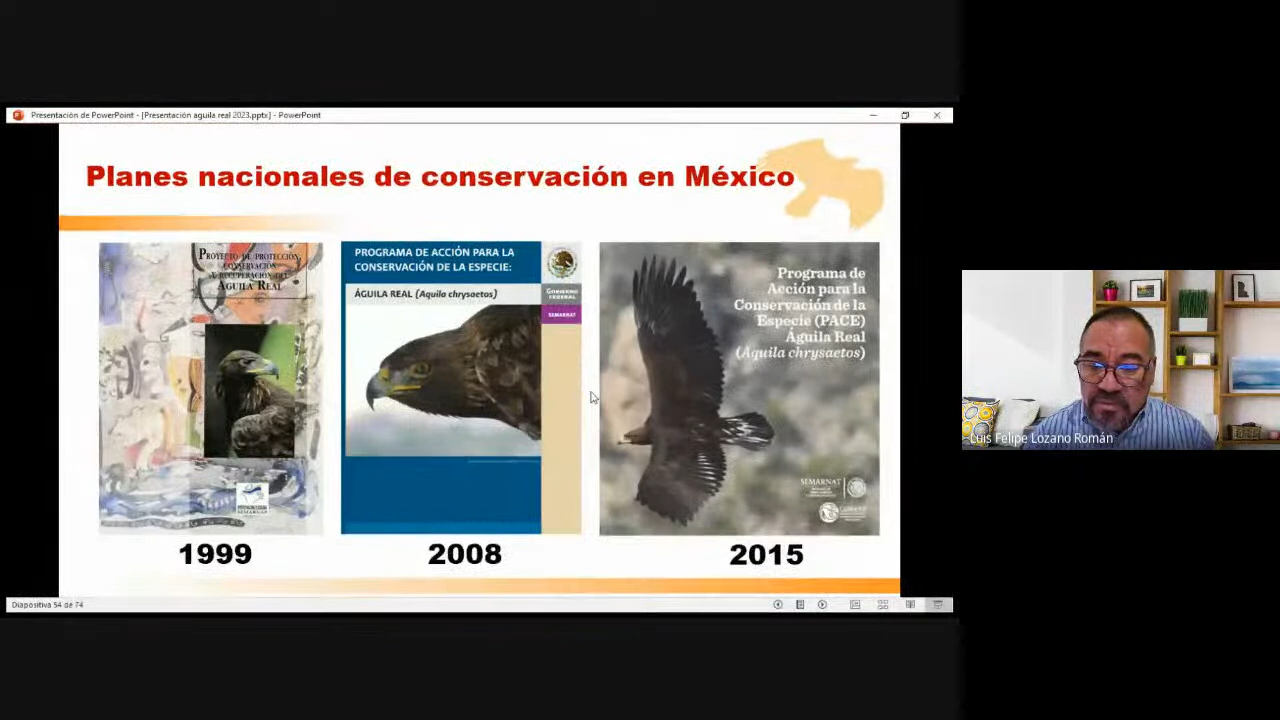 Presentación de PowerPoint - [Presentación aguila real 2023.pptx] - PowerPoint
Planes nacionales de conservación en México
PROYECTO DE PROTECCIÓN,
CONSERVACIÓN
Y RECUPERACIÓN DEL
ÁGUILA REAL
SEMARNAP
1999
PROGRAMA DE ACCIÓN PARA LA
CONSERVACIÓN DE LA ESPECIE:
ÁGUILA REAL (Aquila chrysaetos)
GOBIERNO
FEDERAL
SEMARNAT
2008
Programa de
Acción para la
Conservación de la
Especie (PACE)
Águila Real
(Aquila chrysaetos)
SEMARNAT
2015
Diapositiva 54 de 74
Luis Felipe Lozano Román